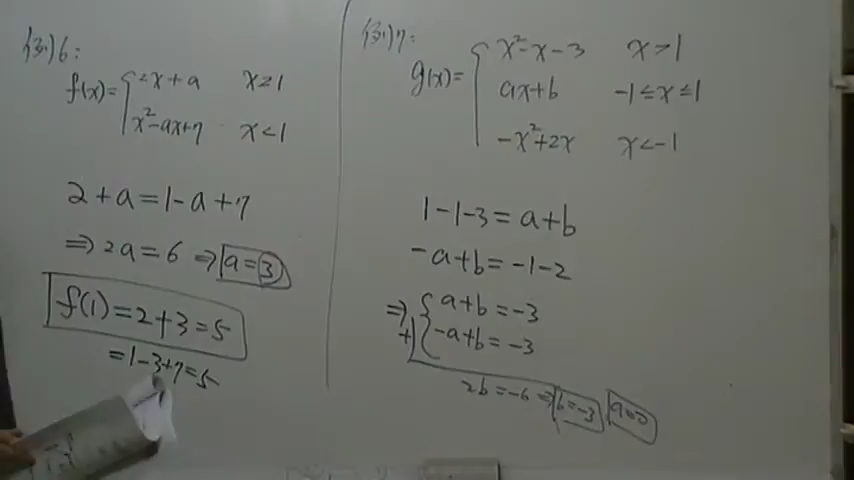 例6:
f(x)= { 2x+a x≥1
x²-ax+7 x<1
2+a=1-a+7
⇒2a=6⇒a=3
f(1)=2+3=5
=1-3+7=5
例7:
g(x)= { x²-x-3 x>1
ax+b -1≤x≤1
-x²+2x x<-1
1-1-3=a+b
-a+b=-1-2
⇒ { a+b=-3
+ -a+b=-3
2b=-6⇒b=-3 a=0